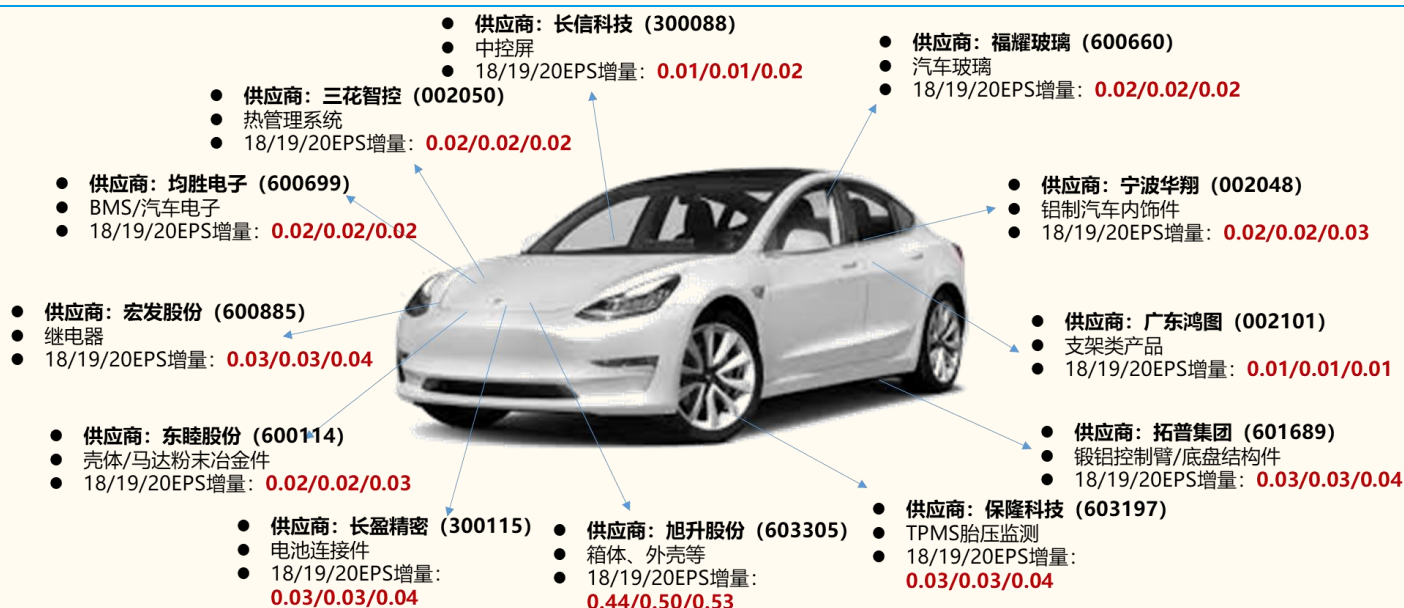 供应商：长信科技（300088）
中控屏
18/19/20EPS增量：0.01/0.01/0.02
供应商：福耀玻璃（600660）
汽车玻璃
18/19/20EPS增量：0.02/0.02/0.02
供应商：三花智控（002050）
热管理系统
18/19/20EPS增量：0.02/0.02/0.02
供应商：均胜电子（600699）
BMS/汽车电子
18/19/20EPS增量：0.02/0.02/0.02
供应商：宁波华翔（002048）
铝制汽车内饰件
18/19/20EPS增量：0.02/0.02/0.03
供应商：宏发股份（600885）
继电器
18/19/20EPS增量：0.03/0.03/0.04
供应商：广东鸿图（002101）
支架类产品
18/19/20EPS增量：0.01/0.01/0.01
供应商：东睦股份（600114）
壳体/马达粉末冶金件
18/19/20EPS增量：0.02/0.02/0.03
供应商：拓普集团（601689）
锻铝控制臂/底盘结构件
18/19/20EPS增量：0.03/0.03/0.04
供应商：长盈精密（300115）
电池连接件
18/19/20EPS增量：
0.03/0.03/0.04
供应商：旭升股份（603305）
箱体、外壳等
18/19/20EPS增量：
0.44/0.50/0.53
供应商：保隆科技（603197）
TPMS胎压监测
18/19/20EPS增量：
0.03/0.03/0.04